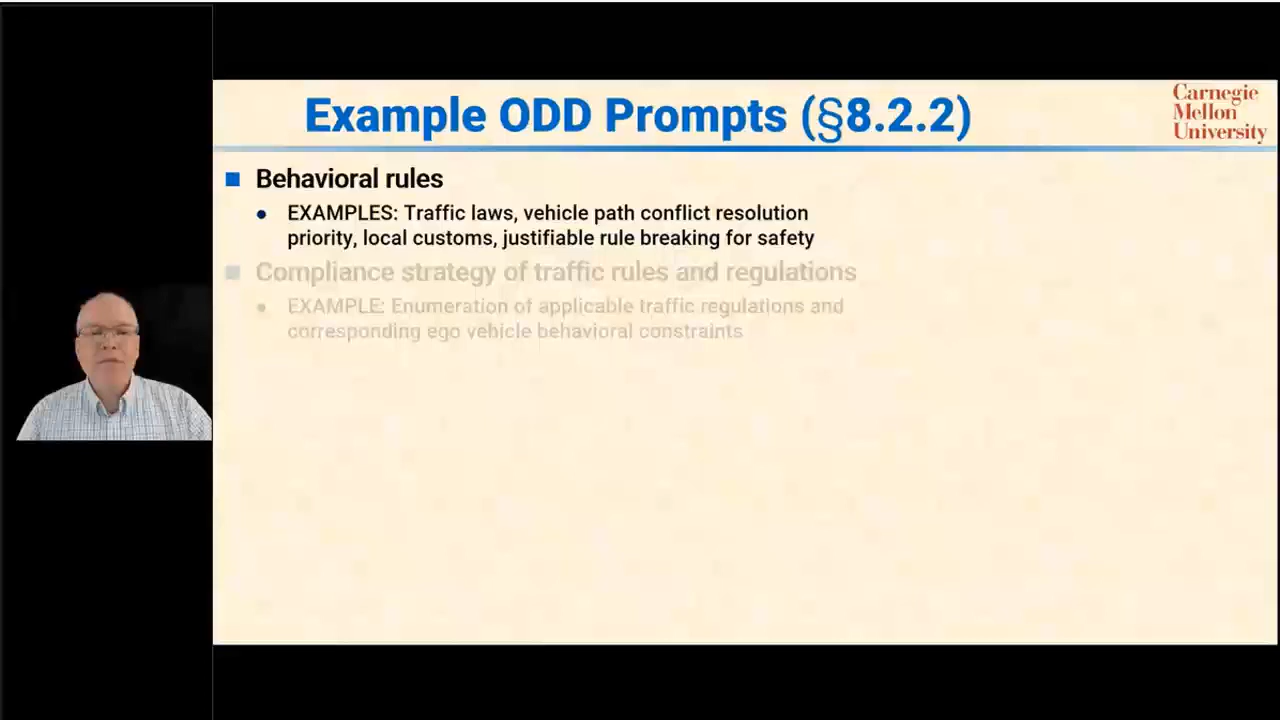 Example ODD Prompts (§8.2.2)
Carnegie
Mellon
University
Behavioral rules
EXAMPLES: Traffic laws, vehicle path conflict resolution
priority, local customs, justifiable rule breaking for safety
Compliance strategy of traffic rules and regulations
EXAMPLE: Enumeration of applicable traffic regulations and
corresponding ego vehicle behavioral constraints